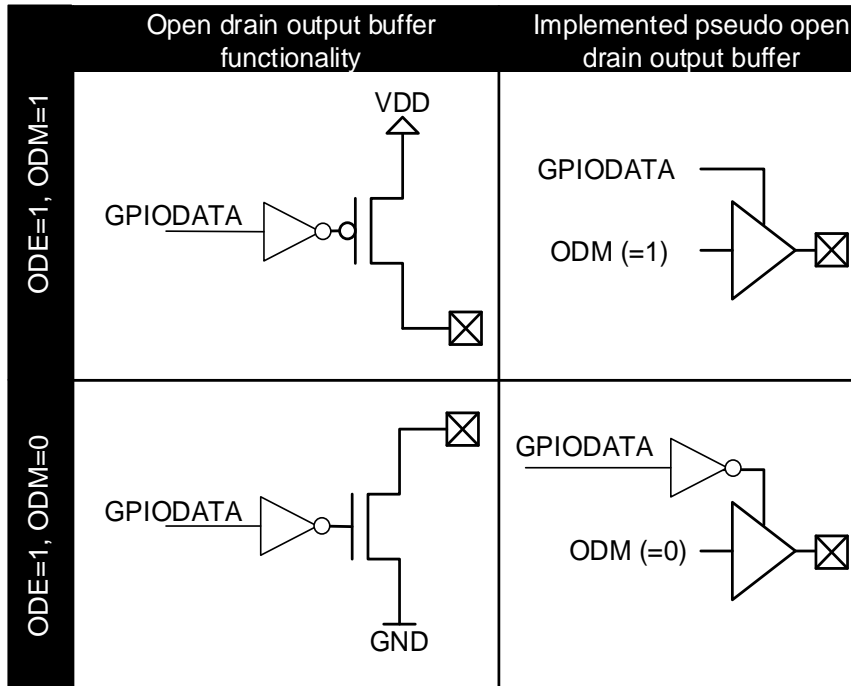 Open drain output buffer
functionality
Implemented pseudo open
drain output buffer
ODE=1, ODM=1
VDD
GPIODATA
GPIODATA
ODM (=1)
ODE=1, ODM=0
GPIODATA
GND
GPIODATA
ODM (=0)